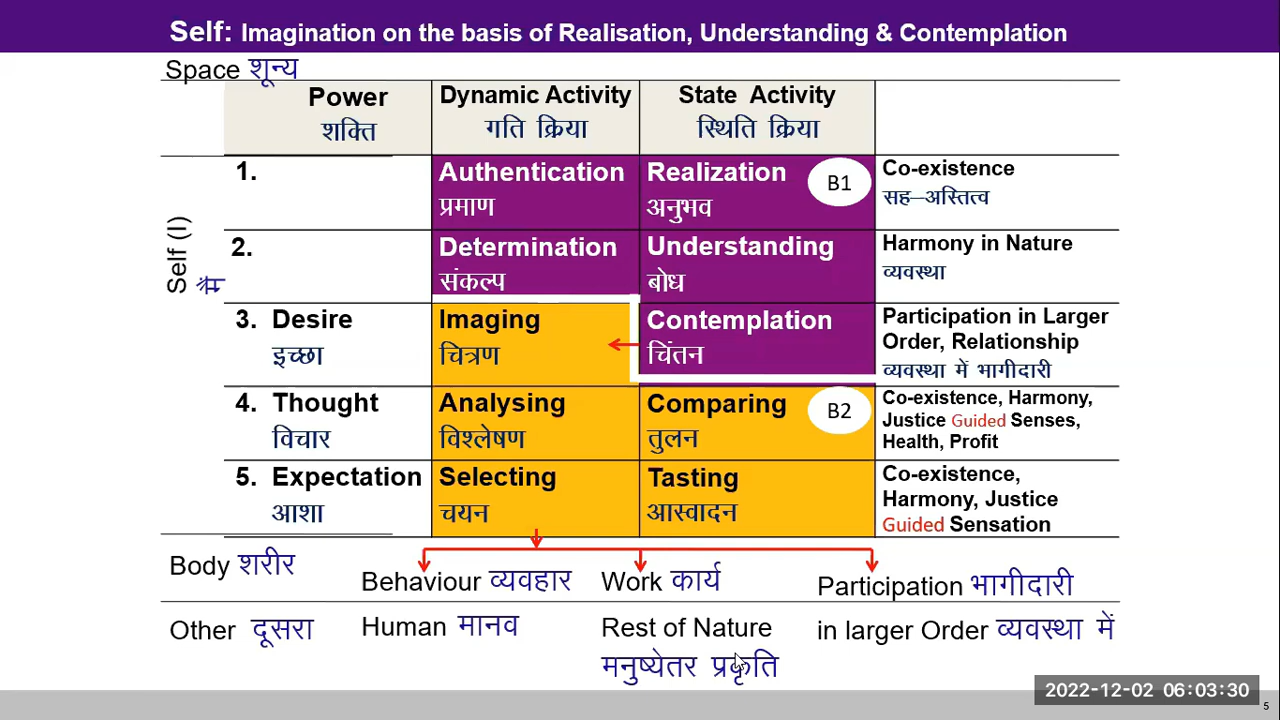 Self: Imagination on the basis of Realisation, Understanding & Contemplation
Space शून्य
Power
शक्ति
Dynamic Activity
गति क्रिया
State Activity
स्थिति क्रिया
Self (I)
मैं
1.
Authentication
प्रमाण
Realization
अनुभव
B1
Co-existence
सह–अस्तित्व
2.
Determination
संकल्प
Understanding
बोध
Harmony in Nature
व्यवस्था
3. Desire
इच्छा
Imaging
चित्रण
Contemplation
चिंतन
Participation in Larger
Order, Relationship
व्यवस्था में भागीदारी
4. Thought
विचार
Analysing
विश्लेषण
Comparing
तुलन
B2
Co-existence, Harmony,
Justice Guided Senses,
Health, Profit
5. Expectation
आशा
Selecting
चयन
Tasting
आस्वादन
Co-existence,
Harmony, Justice
Guided Sensation
Body शरीर
Behaviour व्यवहार
Work कार्य
Participation भागीदारी
Other दूसरा
Human मानव
Rest of Nature
मनुष्येतर प्रकृति
in larger Order व्यवस्था में
2022-12-02 06:03:30
5